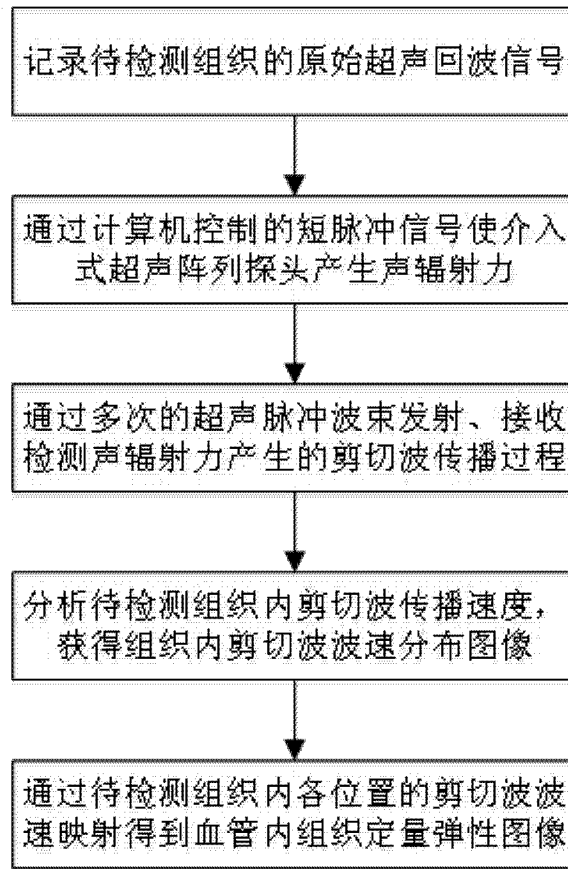 记录待检测组织的原始超声回波信号
通过计算机控制的短脉冲信号使介入
式超声阵列探头产生声辐射力
通过多次的超声脉冲波束发射、接收
检测声辐射力产生的剪切波传播过程
分析待检测组织内剪切波传播速度，
获得组织内剪切波波速分布图像
通过待检测组织内各位置的剪切波波
速映射得到血管内组织定量弹性图像